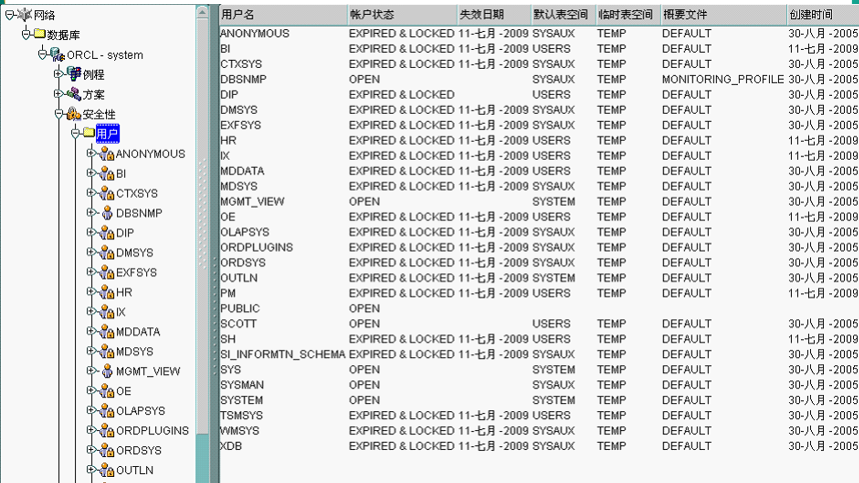 网络
数据库
ORCL - system
例程
方案
安全性
用户
ANONYMOUS
BI
CTXSYS
DBSNMP
DIP
DMSYS
EXFSYS
HR
IX
MDDATA
MDSYS
MGMT_VIEW
OE
OLAPSYS
ORDPLUGINS
ORDSYS
OUTLN
用户名 帐户状态 失效日期 默认表空间 临时表空间 概要文件 创建时间
ANONYMOUS EXPIRED & LOCKED 11-七月 -2009 SYSAUX TEMP DEFAULT 30-八月 -2005
BI EXPIRED & LOCKED 11-七月 -2009 USERS TEMP DEFAULT 11-七月 -2009
CTXSYS EXPIRED & LOCKED 11-七月 -2009 SYSAUX TEMP DEFAULT 30-八月 -2005
DBSNMP OPEN SYSAUX TEMP MONITORING_PROFILE 30-八月 -2005
DIP EXPIRED & LOCKED USERS TEMP DEFAULT 30-八月 -2005
DMSYS EXPIRED & LOCKED 11-七月 -2009 SYSAUX TEMP DEFAULT 30-八月 -2005
EXFSYS EXPIRED & LOCKED 11-七月 -2009 SYSAUX TEMP DEFAULT 30-八月 -2005
HR EXPIRED & LOCKED 11-七月 -2009 USERS TEMP DEFAULT 11-七月 -2009
IX EXPIRED & LOCKED 11-七月 -2009 USERS TEMP DEFAULT 11-七月 -2009
MDDATA EXPIRED & LOCKED 11-七月 -2009 USERS TEMP DEFAULT 30-八月 -2005
MDSYS EXPIRED & LOCKED 11-七月 -2009 SYSAUX TEMP DEFAULT 30-八月 -2005
MGMT_VIEW OPEN SYSTEM TEMP DEFAULT 30-八月 -2005
OE EXPIRED & LOCKED 11-七月 -2009 USERS TEMP DEFAULT 11-七月 -2009
OLAPSYS EXPIRED & LOCKED 11-七月 -2009 SYSAUX TEMP DEFAULT 30-八月 -2005
ORDPLUGINS EXPIRED & LOCKED 11-七月 -2009 SYSAUX TEMP DEFAULT 30-八月 -2005
ORDSYS EXPIRED & LOCKED 11-七月 -2009 SYSAUX TEMP DEFAULT 30-八月 -2005
OUTLN EXPIRED & LOCKED 11-七月 -2009 SYSTEM TEMP DEFAULT 30-八月 -2005
PM EXPIRED & LOCKED 11-七月 -2009 USERS TEMP DEFAULT 11-七月 -2009
PUBLIC OPEN
SCOTT OPEN USERS TEMP DEFAULT 30-八月 -2005
SH EXPIRED & LOCKED 11-七月 -2009 USERS TEMP DEFAULT 11-七月 -2009
SI_INFORMTN_SCHEMA EXPIRED & LOCKED 11-七月 -2009 SYSAUX TEMP DEFAULT 30-八月 -2005
SYS OPEN SYSTEM TEMP DEFAULT 30-八月 -2005
SYSMAN OPEN SYSAUX TEMP DEFAULT 30-八月 -2005
SYSTEM OPEN SYSTEM TEMP DEFAULT 30-八月 -2005
TSMSYS EXPIRED & LOCKED 11-七月 -2009 USERS TEMP DEFAULT 30-八月 -2005
WMSYS EXPIRED & LOCKED 11-七月 -2009 SYSAUX TEMP DEFAULT 30-八月 -2005
XDB EXPIRED & LOCKED 11-七月 -2009 SYSAUX TEMP DEFAULT 30-八月 -2005